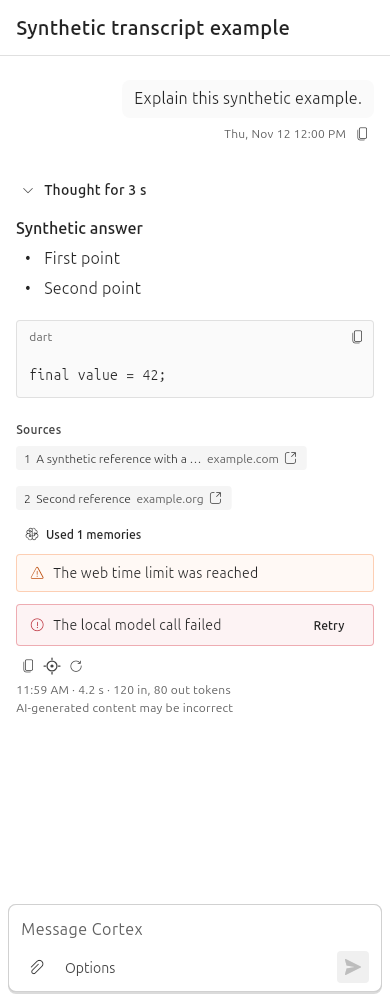 Synthetic transcript example
Explain this synthetic example.
Thu, Nov 12 12:00 PM
Thought for 3 s
Synthetic answer
• First point
• Second point
dart
final value = 42;
Sources
1 A synthetic reference with a … example.com
2 Second reference example.org
Used 1 memories
The web time limit was reached
The local model call failed Retry
11:59 AM · 4.2 s · 120 in, 80 out tokens
AI-generated content may be incorrect
Message Cortex
Options